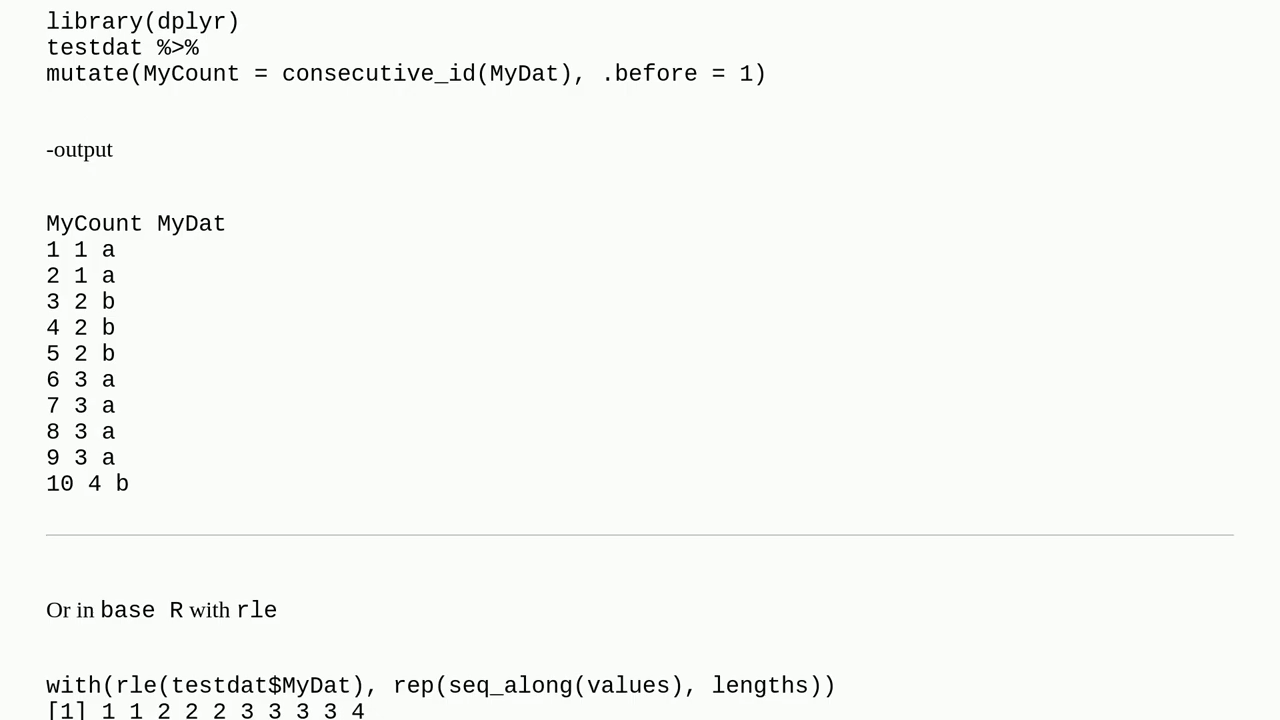 library(dplyr)
testdat %>%
mutate(MyCount = consecutive_id(MyDat), .before = 1)
-output
MyCount MyDat
1 1 a
2 1 a
3 2 b
4 2 b
5 2 b
6 3 a
7 3 a
8 3 a
9 3 a
10 4 b
Or in base R with rle
with(rle(testdat$MyDat), rep(seq_along(values), lengths))
[1] 1 1 2 2 2 3 3 3 3 4